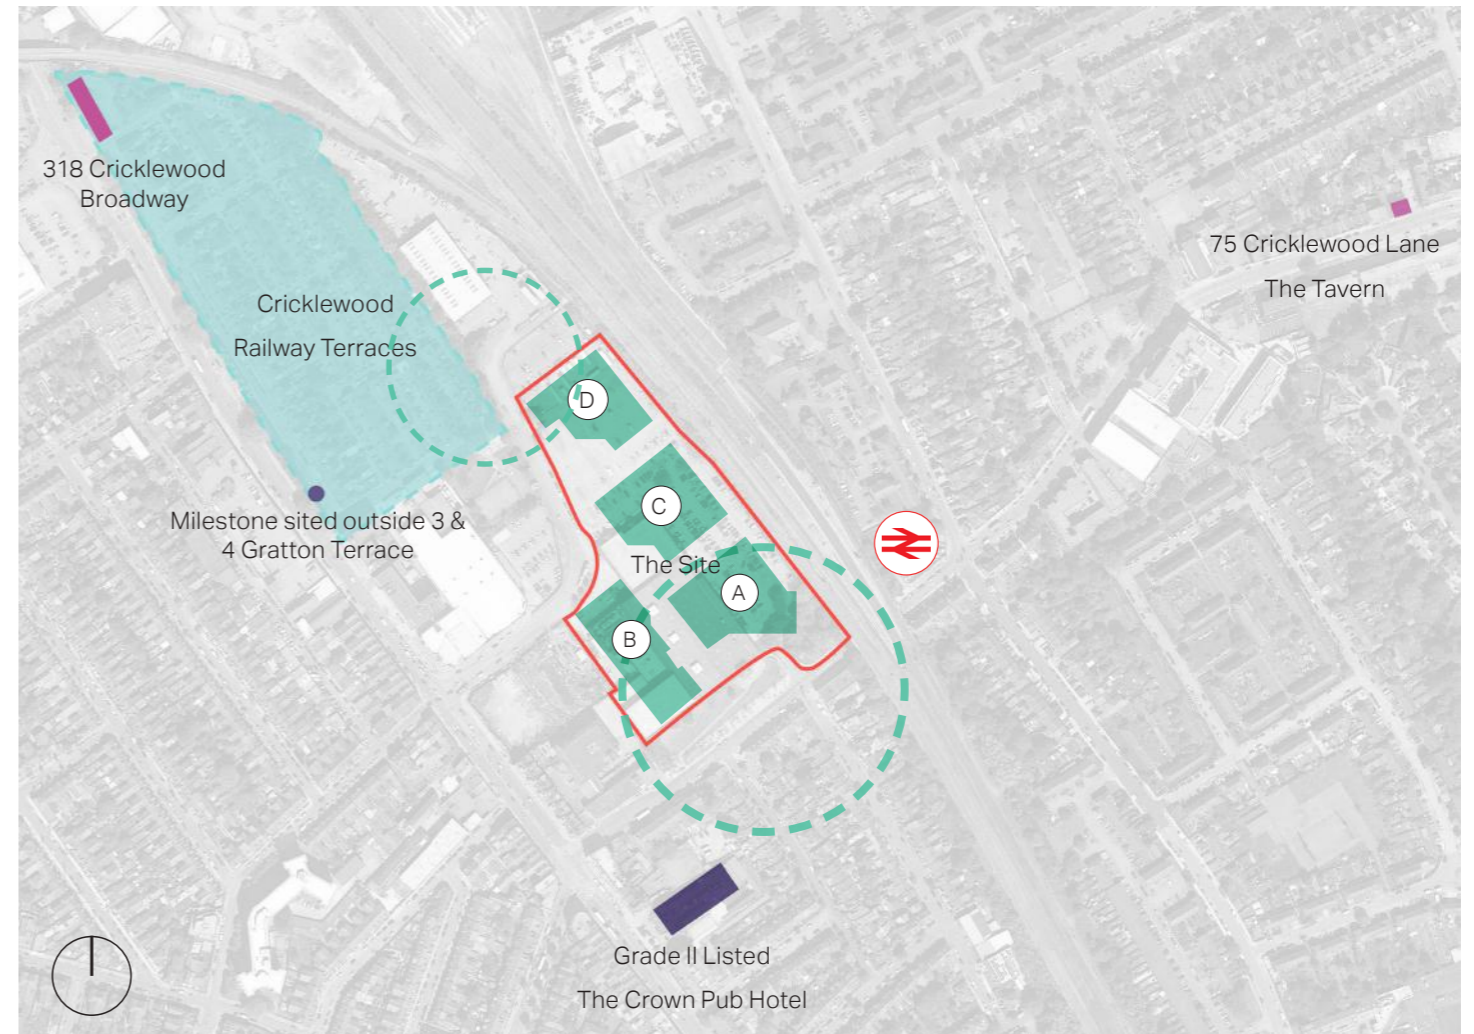 318 Cricklewood
Broadway
75 Cricklewood Lane
The Tavern
Cricklewood
Railway Terraces
D
C
Milestone sited outside 3 &
4 Gratton Terrace
The Site
A
B
Grade II Listed
The Crown Pub Hotel